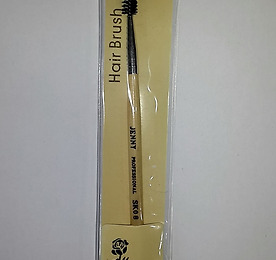 Hair Brush
JENNY
PROFESSIONAL
SK08